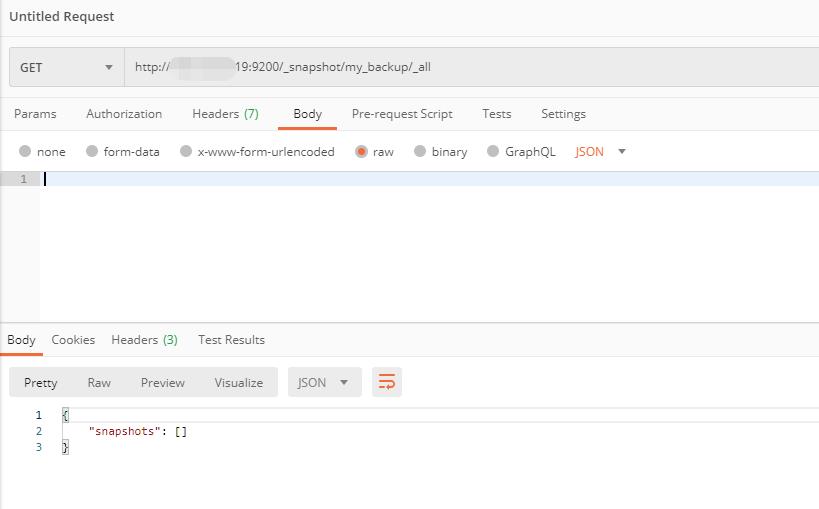 Untitled Request
GET http:// 19:9200/_snapshot/my_backup/_all
Params Authorization Headers (7) Body Pre-request Script Tests Settings
none form-data x-www-form-urlencoded raw binary GraphQL JSON
1
Body Cookies Headers (3) Test Results
Pretty Raw Preview Visualize JSON
1 {
2 "snapshots": []
3 }